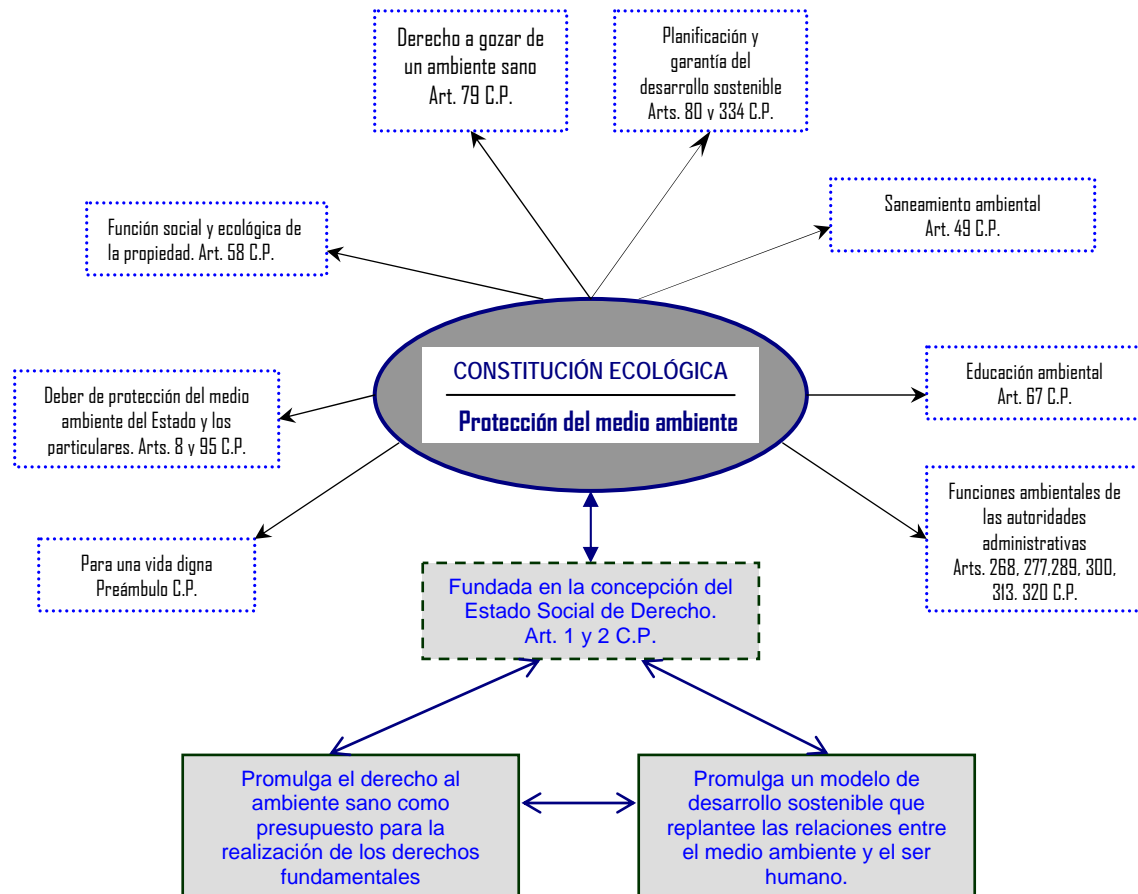 Derecho a gozar de
un ambiente sano
Art. 79 C.P.
Planificación y
garantía del
desarrollo sostenible
Arts. 80 y 334 C.P.
Función social y ecológica de
la propiedad. Art. 58 C.P.
Saneamiento ambiental
Art. 49 C.P.
CONSTITUCIÓN ECOLÓGICA
Protección del medio ambiente
Deber de protección del medio
ambiente del Estado y los
particulares. Arts. 8 y 95 C.P.
Educación ambiental
Art. 67 C.P.
Para una vida digna
Preámbulo C.P.
Funciones ambientales de
las autoridades
administrativas
Arts. 268, 277,289, 300,
313. 320 C.P.
Fundada en la concepción del
Estado Social de Derecho.
Art. 1 y 2 C.P.
Promulga el derecho al
ambiente sano como
presupuesto para la
realización de los derechos
fundamentales
Promulga un modelo de
desarrollo sostenible que
replantee las relaciones entre
el medio ambiente y el ser
humano.